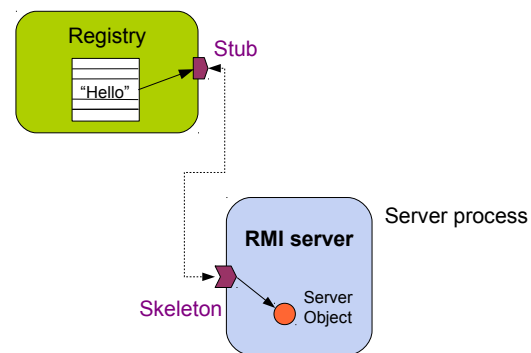 Registry
Stub
“Hello”
Server process
RMI server
Skeleton
Server
Object